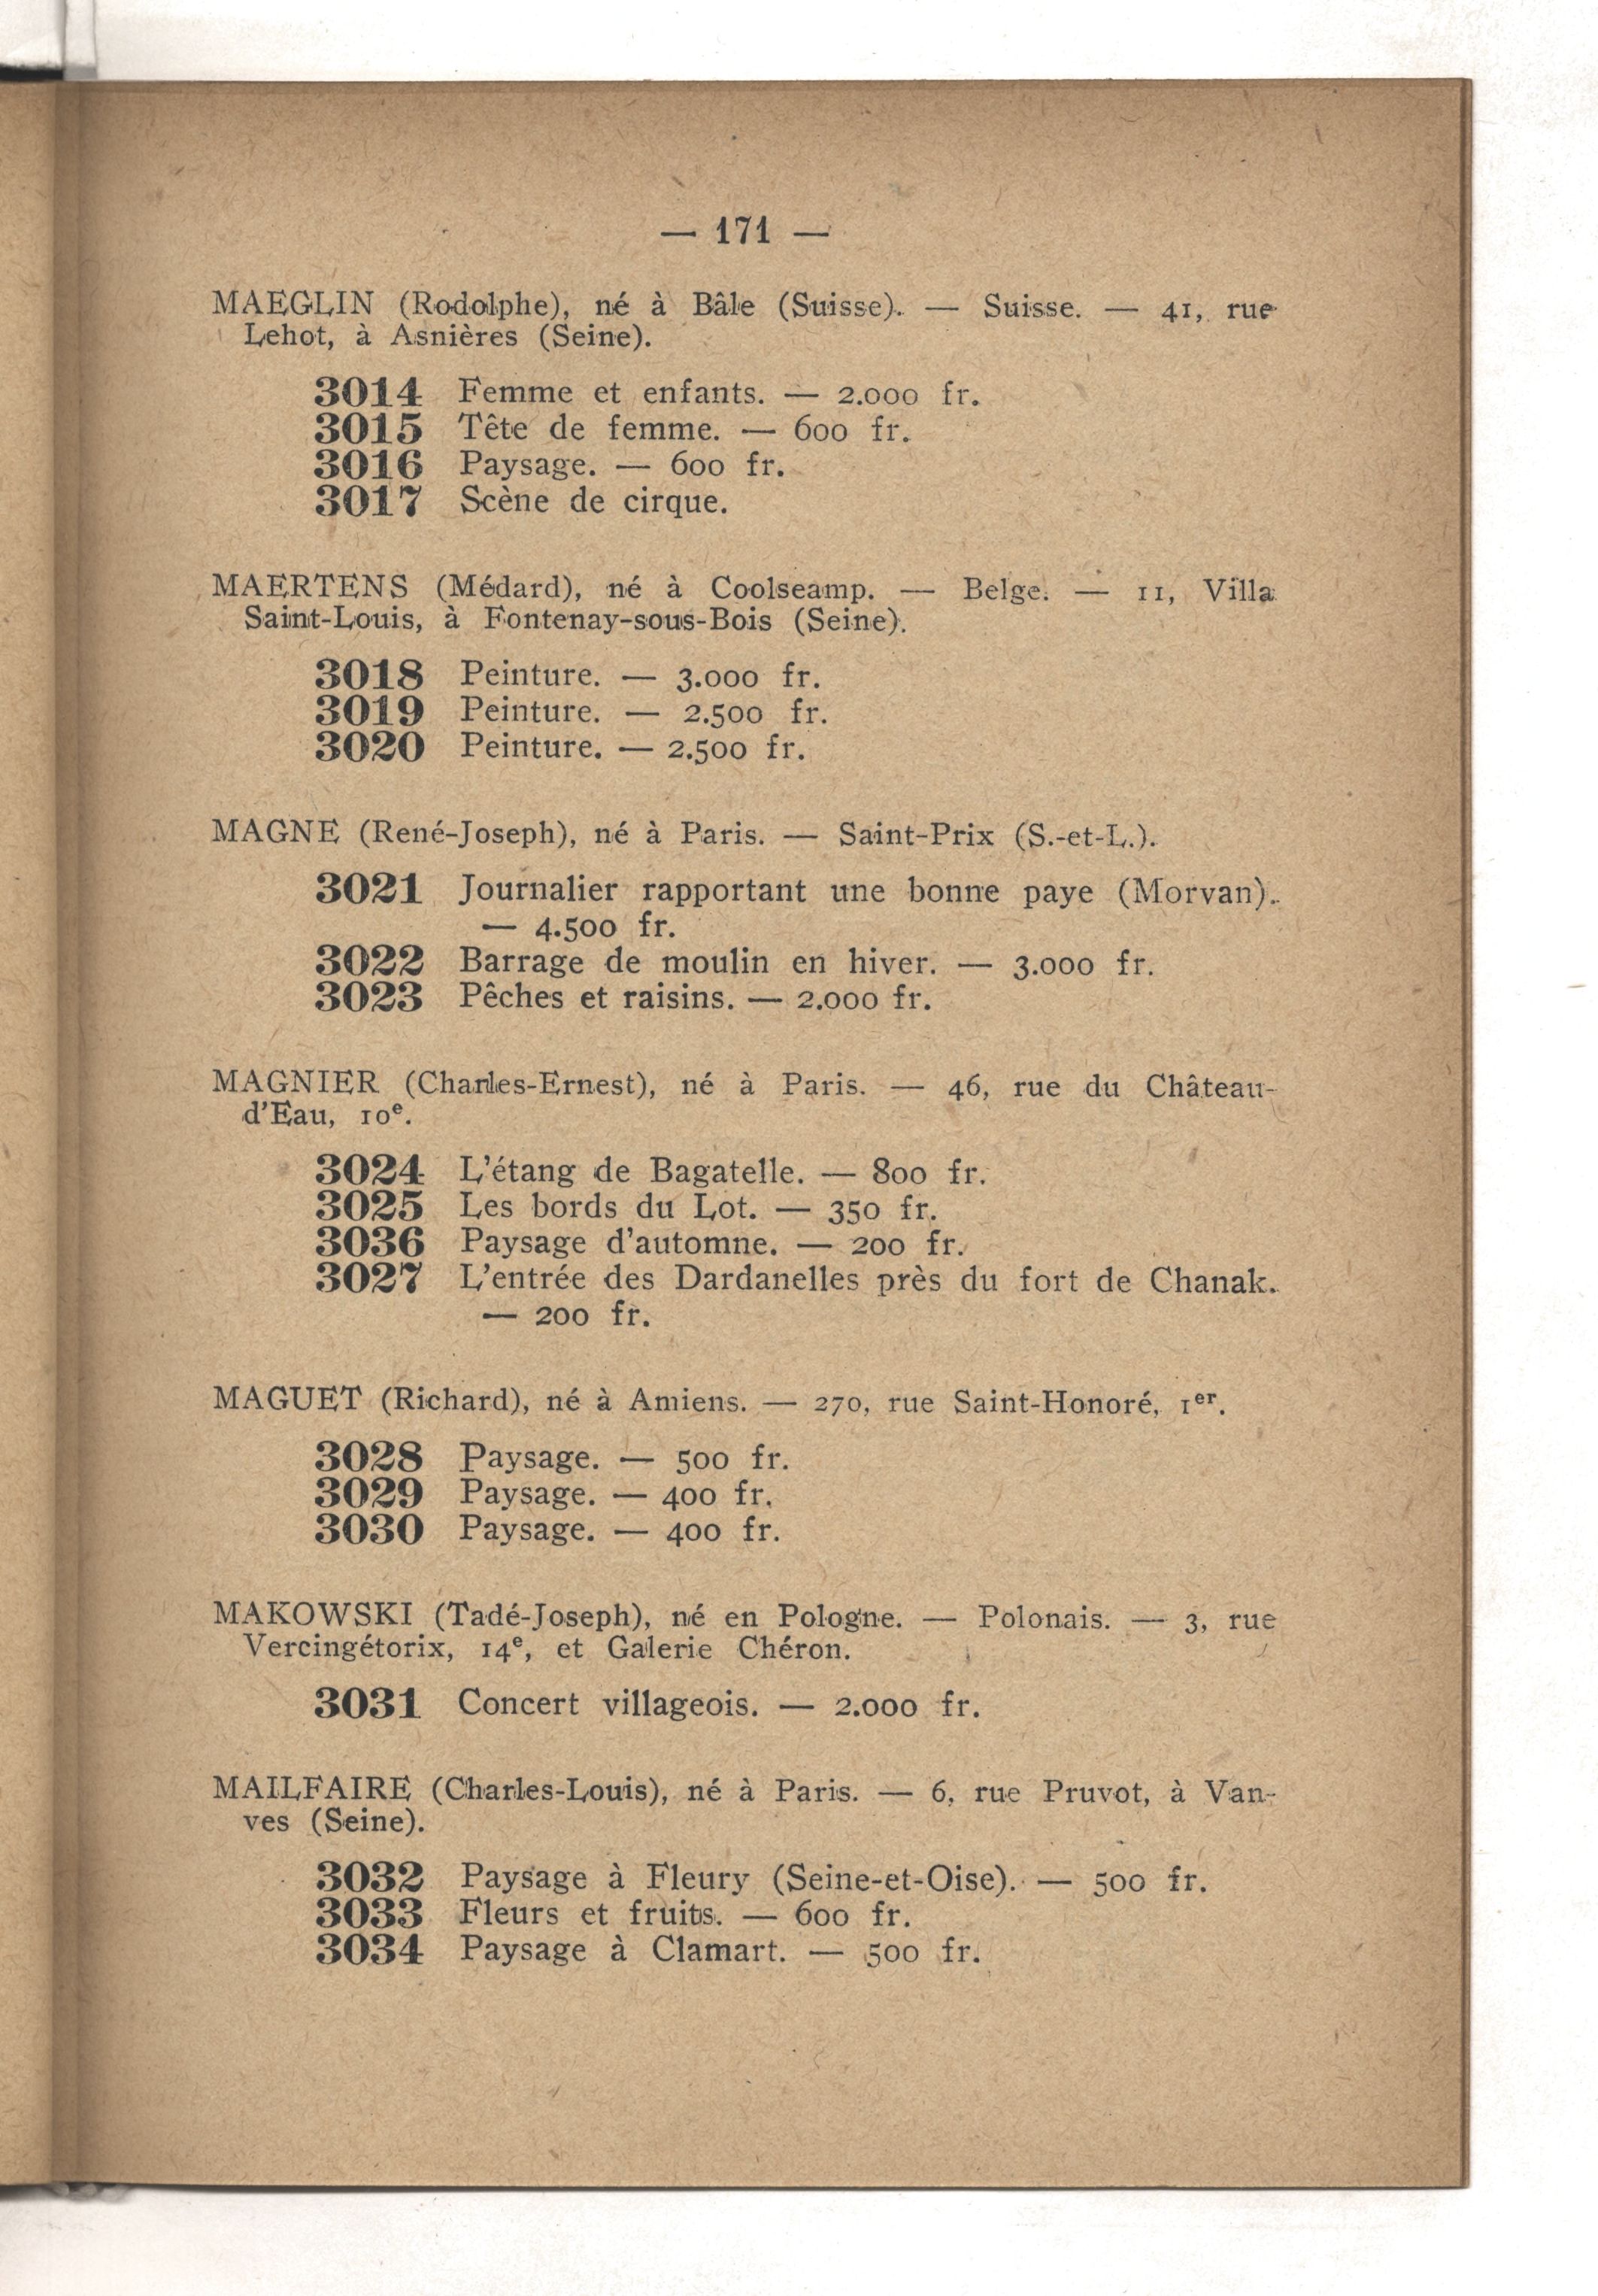 — 171 —
MAEGLIN (Rodolphe), né à Bâle (Suisse). — Suisse. — 41, rue
Lehot, à Asnières (Seine).
3014 Femme et enfants. — 2.000 fr.
3015 Tête de femme. — 600 fr.
3016 Paysage. — 600 fr.
3017 Scène de cirque.
MAERTENS (Médard), né à Coolseamp. — Belge. — 11, Villa
Saint-Louis, à Fontenay-sous-Bois (Seine).
3018 Peinture. — 3.000 fr.
3019 Peinture. — 2.500 fr.
3020 Peinture. — 2.500 fr.
MAGNE (René-Joseph), né à Paris. — Saint-Prix (S.-et-L.).
3021 Journalier rapportant une bonne paye (Morvan).
— 4.500 fr.
3022 Barrage de moulin en hiver. — 3.000 fr.
3023 Pêches et raisins. — 2.000 fr.
MAGNIER (Charles-Ernest), né à Paris. — 46, rue du Château-
d'Eau, 10e.
3024 L'étang de Bagatelle. — 800 fr.
3025 Les bords du Lot. — 350 fr.
3036 Paysage d'automne. — 200 fr.
3027 L'entrée des Dardanelles près du fort de Chanak.
— 200 fr.
MAGUET (Richard), né à Amiens. — 270, rue Saint-Honoré, 1er.
3028 Paysage. — 500 fr.
3029 Paysage. — 400 fr.
3030 Paysage. — 400 fr.
MAKOWSKI (Tadé-Joseph), né en Pologne. — Polonais. — 3, rue
Vercingétorix, 14e, et Galerie Chéron.
3031 Concert villageois. — 2.000 fr.
MAILFAIRE (Charles-Louis), né à Paris. — 6, rue Pruvot, à Van-
ves (Seine).
3032 Paysage à Fleury (Seine-et-Oise). — 500 fr.
3033 Fleurs et fruits. — 600 fr.
3034 Paysage à Clamart. — 500 fr.